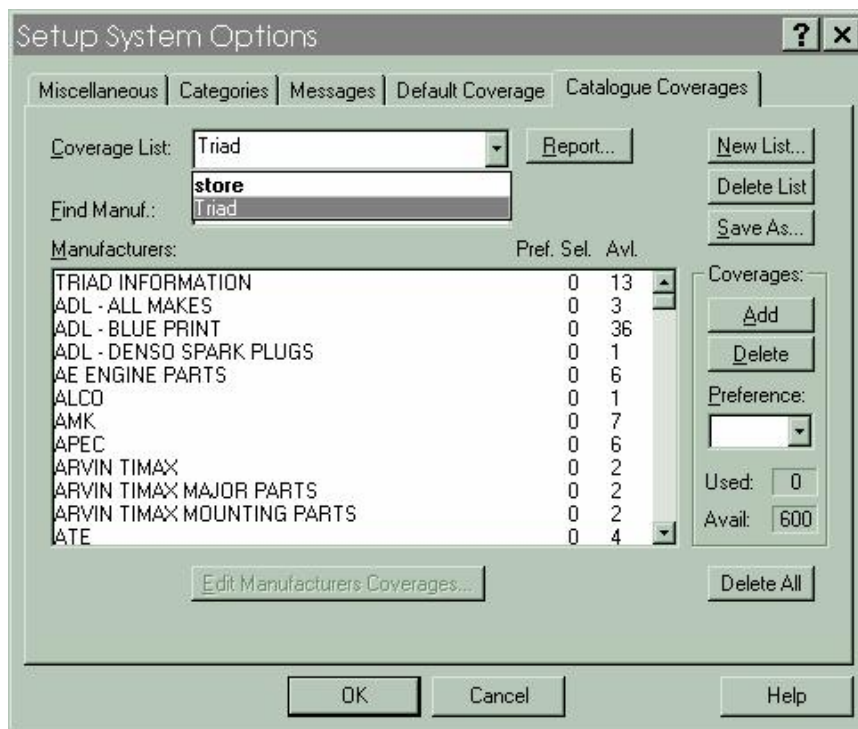 Setup System Options ? ×
Miscellaneous Categories Messages Default Coverage Catalogue Coverages
Coverage List: Triad Report... New List...
store Delete List
Find Manuf.: Triad
Save As...
Manufacturers: Pref. Sel. Avl.
TRIAD INFORMATION 0 13
ADL - ALL MAKES 0 3
ADL - BLUE PRINT 0 36
ADL - DENSO SPARK PLUGS 0 1
AE ENGINE PARTS 0 6
ALCO 0 1
AMK 0 7
APEC 0 6
ARVIN TIMAX 0 2
ARVIN TIMAX MAJOR PARTS 0 2
ARVIN TIMAX MOUNTING PARTS 0 2
ATE 0 4
Coverages:
Add
Delete
Preference:
Used: 0
Avail: 600
Edit Manufacturers Coverages... Delete All
OK Cancel Help